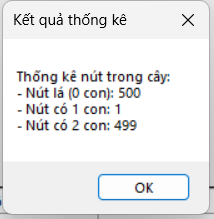 Kết quả thống kê
Thống kê nút trong cây:
- Nút lá (0 con): 500
- Nút có 1 con: 1
- Nút có 2 con: 499
OK